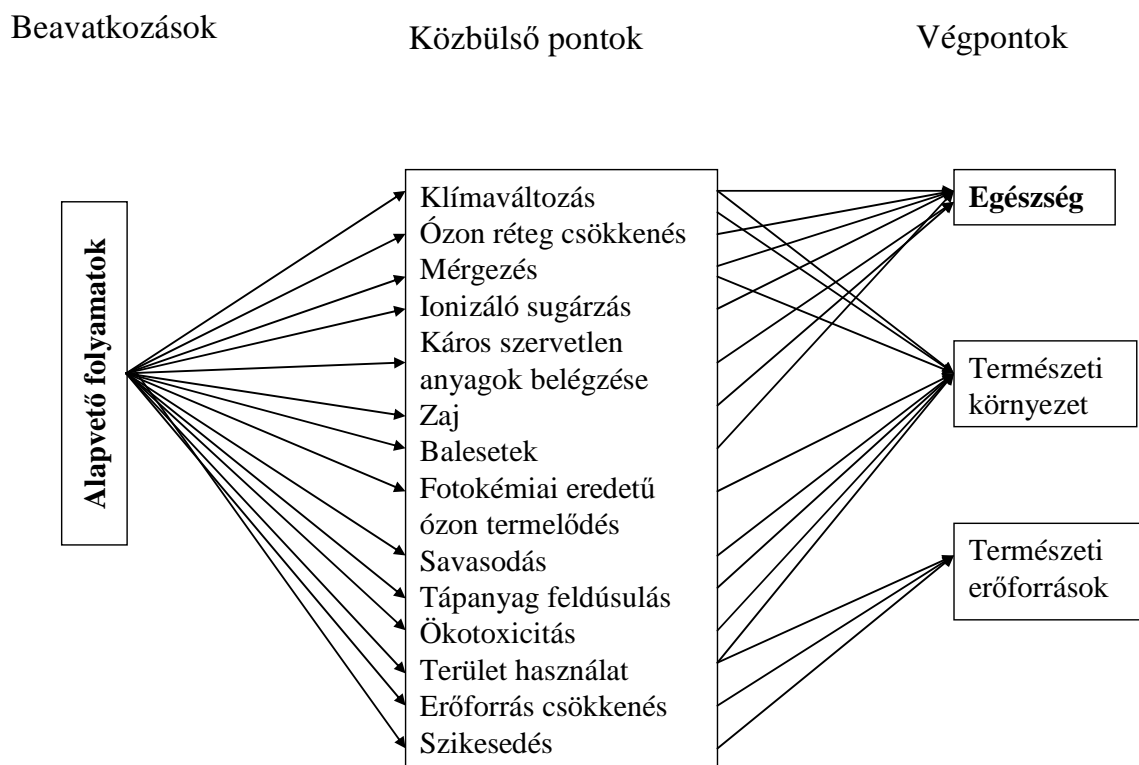 Beavatkozások
Közbülső pontok
Végpontok
Alapvető folyamatok
Klímaváltozás
Ózon réteg csökkenés
Mérgezés
Ionizáló sugárzás
Káros szervetlen
anyagok belégzése
Zaj
Balesetek
Fotokémiai eredetű
ózon termelődés
Savasodás
Tápanyag feldúsulás
Ökotoxicitás
Terület használat
Erőforrás csökkenés
Szikesedés
Egészség
Természeti
környezet
Természeti
erőforrások